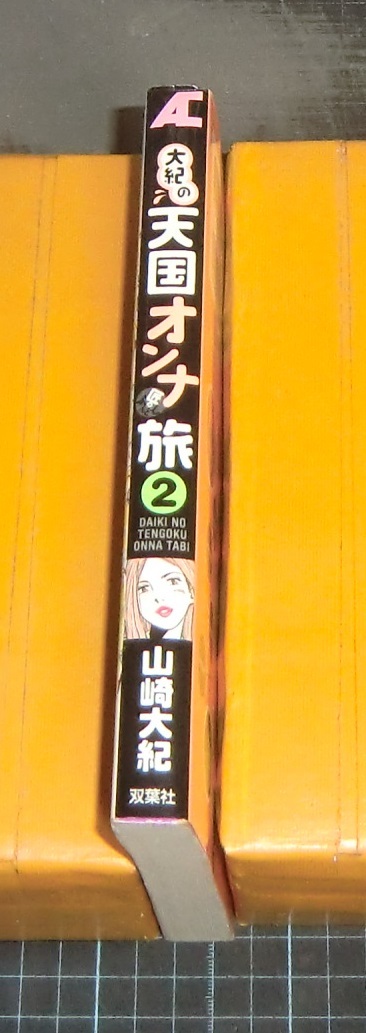 AC
大紀の
天国オンナ
旅
2
DAIKI NO
TENGOKU
ONNA TABI
山崎大紀
双葉社